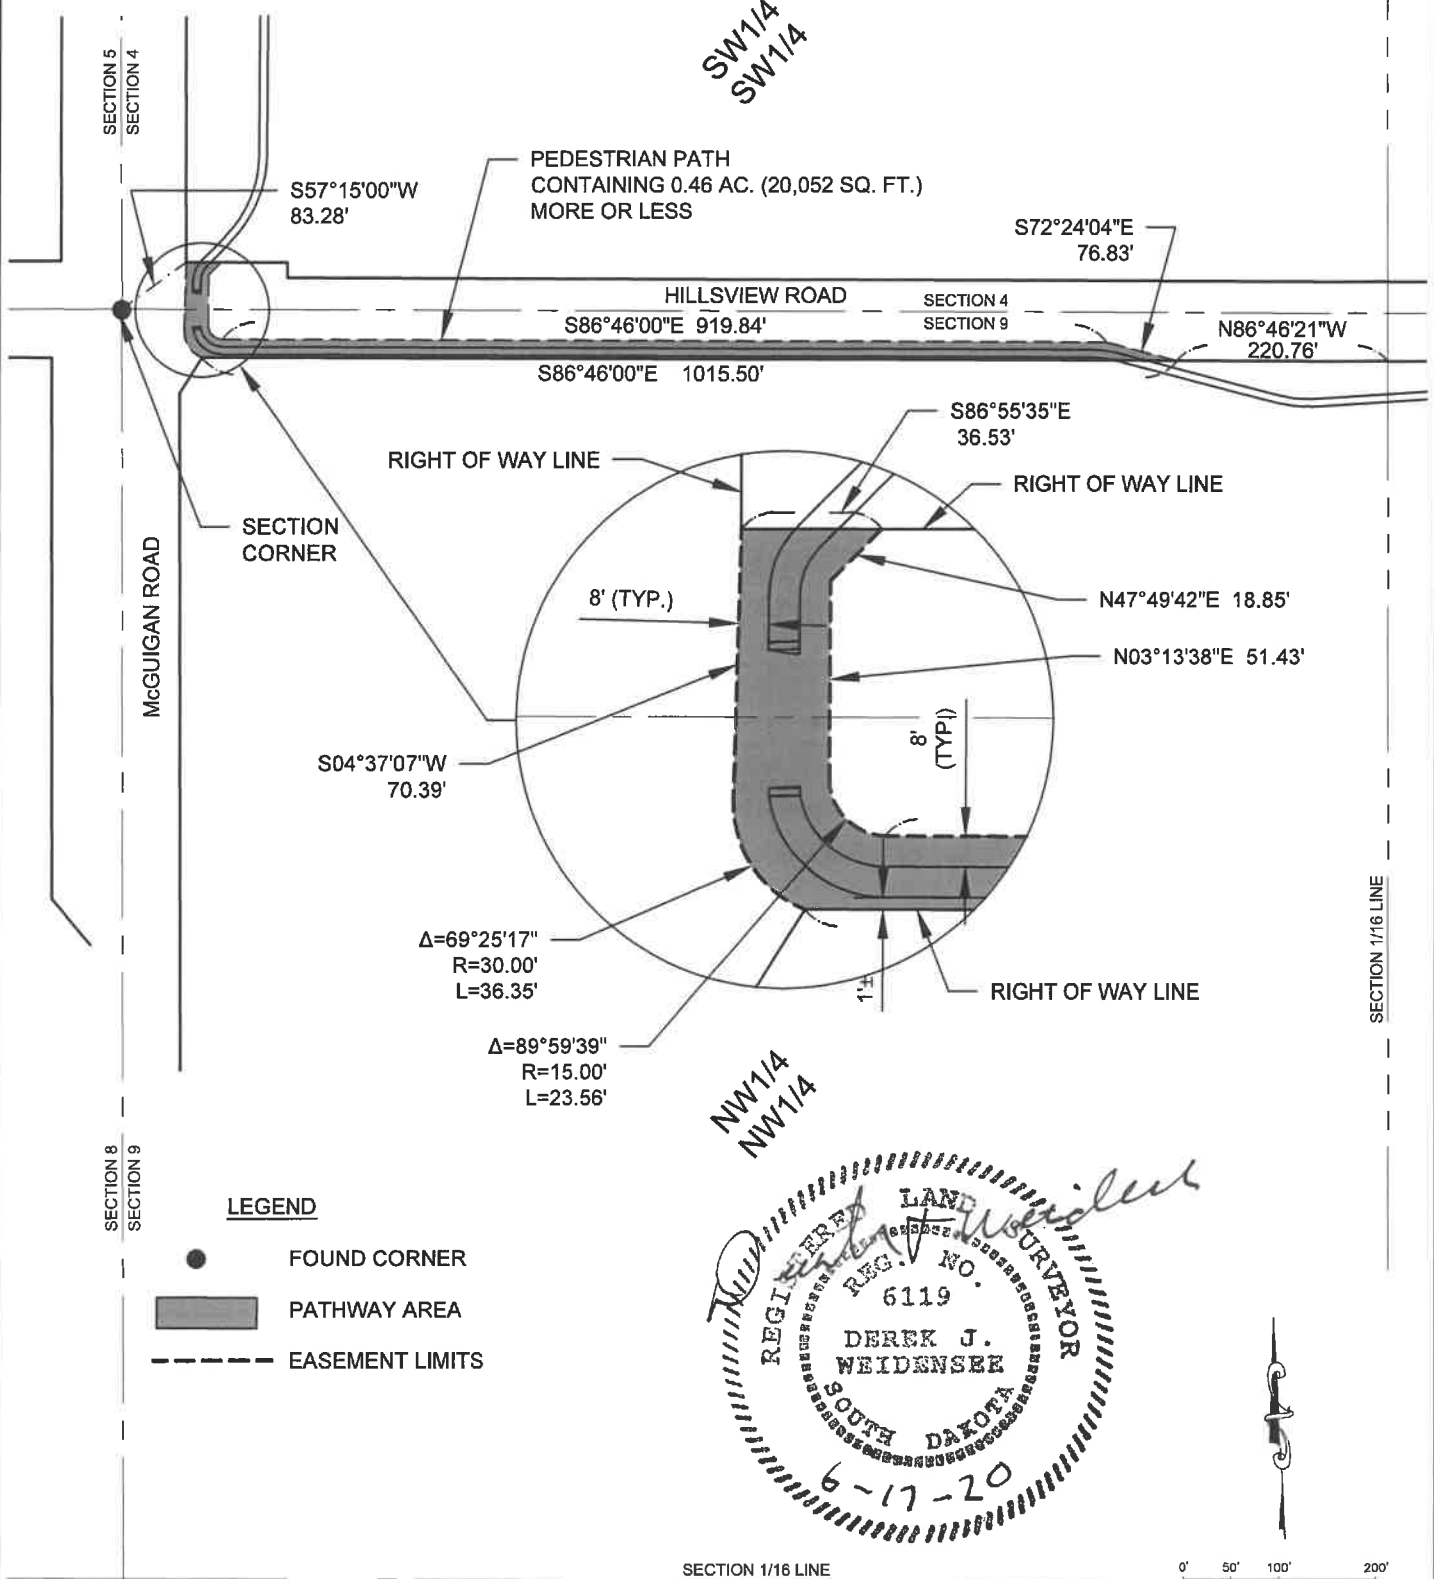 SW1/4
SW1/4
SECTION 5
SECTION 4
PEDESTRIAN PATH
CONTAINING 0.46 AC. (20,052 SQ. FT.)
MORE OR LESS
S57°15'00"W
83.28'
S72°24'04"E
76.83'
HILLSVIEW ROAD
SECTION 4
SECTION 9
S86°46'00"E 919.84'
N86°46'21"W
220.76'
S86°46'00"E 1015.50'
S86°55'35"E
36.53'
RIGHT OF WAY LINE
RIGHT OF WAY LINE
SECTION
CORNER
McGUIGAN ROAD
8' (TYP.)
N47°49'42"E 18.85'
N03°13'38"E 51.43'
8'
(TYP.)
S04°37'07"W
70.39'
Δ=69°25'17"
R=30.00'
L=36.35'
1'±
RIGHT OF WAY LINE
SECTION 1/16 LINE
Δ=89°59'39"
R=15.00'
L=23.56'
NW1/4
NW1/4
SECTION 8
SECTION 9
LEGEND
FOUND CORNER
PATHWAY AREA
EASEMENT LIMITS
REGISTERED LAND SURVEYOR
REG. NO.
6119
DEREK J.
WEIDENSEE
SOUTH DAKOTA
6-17-20
SECTION 1/16 LINE
0' 50' 100' 200'